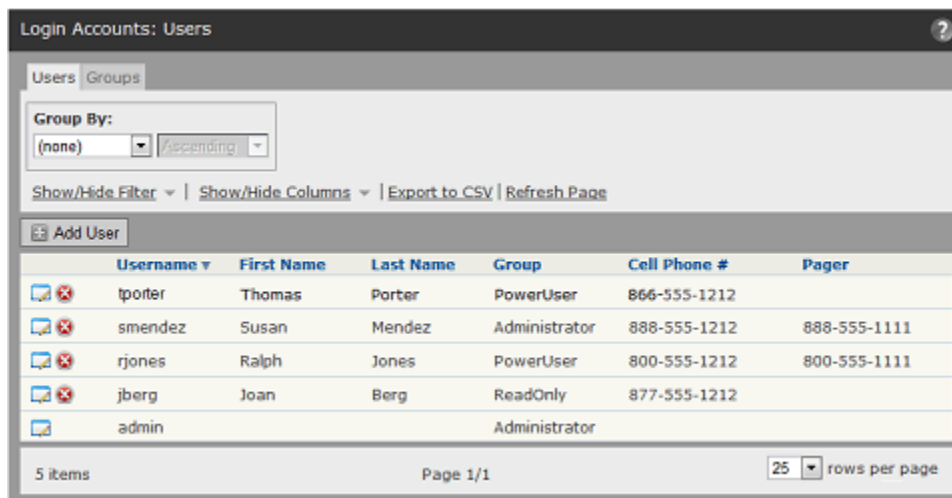 Login Accounts: Users ?
Users Groups
Group By:
(none) Ascending
Show/Hide Filter | Show/Hide Columns | Export to CSV | Refresh Page
Add User
Username First Name Last Name Group Cell Phone # Pager
tporter Thomas Porter PowerUser 866-555-1212
smendez Susan Mendez Administrator 888-555-1212 888-555-1111
rjones Ralph Jones PowerUser 800-555-1212 800-555-1111
jberg Joan Berg ReadOnly 877-555-1212
admin Administrator
5 items Page 1/1 25 rows per page